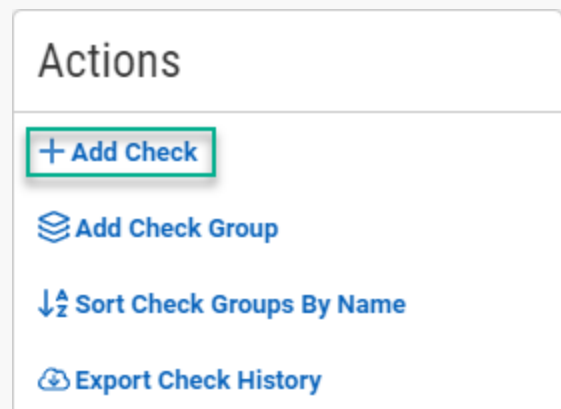 Actions
Add Check
Add Check Group
Sort Check Groups By Name
Export Check History